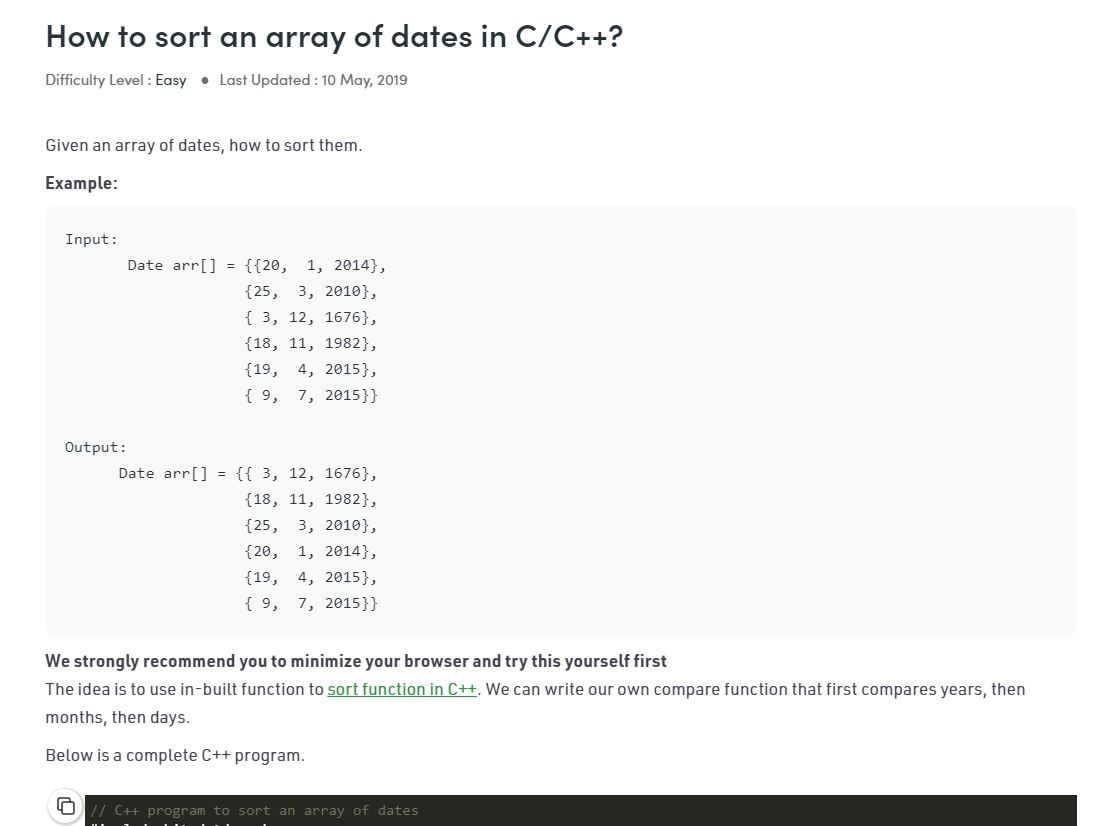 How to sort an array of dates in C/C++?
Difficulty Level : Easy ● Last Updated : 10 May, 2019
Given an array of dates, how to sort them.
Example:
Input:
       Date arr[] = {{20,  1, 2014},
                    {25,  3, 2010},
                    { 3, 12, 1676},
                    {18, 11, 1982},
                    {19,  4, 2015},
                    { 9,  7, 2015}}
Output:
      Date arr[] = {{ 3, 12, 1676},
                    {18, 11, 1982},
                    {25,  3, 2010},
                    {20,  1, 2014},
                    {19,  4, 2015},
                    { 9,  7, 2015}}
We strongly recommend you to minimize your browser and try this yourself first
The idea is to use in-built function to sort function in C++. We can write our own compare function that first compares years, then
months, then days.
Below is a complete C++ program.
// C++ program to sort an array of dates